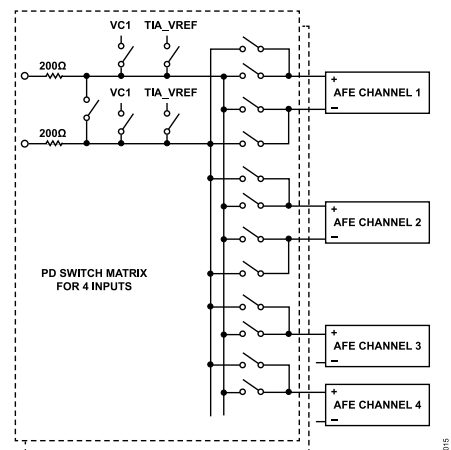 VC1 TIA_VREF
200Ω
+
AFE CHANNEL 1
–
VC1 TIA_VREF
200Ω
+
AFE CHANNEL 2
–
PD SWITCH MATRIX
FOR 4 INPUTS
+
AFE CHANNEL 3
–
+
AFE CHANNEL 4
–
015